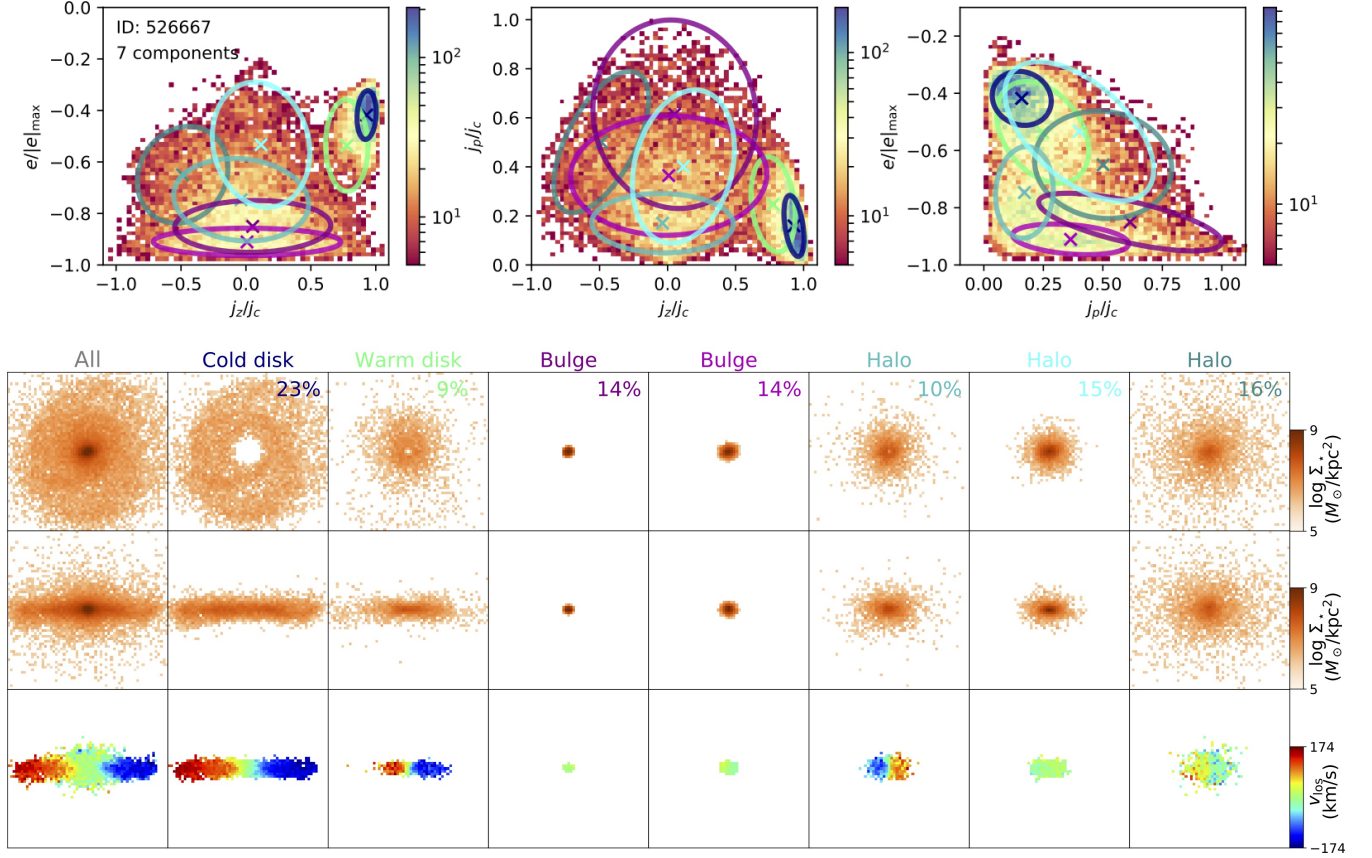 ID: 526667
7 components
e/|e|max
0.0
−0.2
−0.4
−0.6
−0.8
−1.0
−1.0 −0.5 0.0 0.5 1.0
jz/jc
10²
10¹
jp/jc
1.0
0.8
0.6
0.4
0.2
0.0
−1.0 −0.5 0.0 0.5 1.0
jz/jc
10²
10¹
e/|e|max
−0.2
−0.4
−0.6
−0.8
−1.0
0.00 0.25 0.50 0.75 1.00
jp/jc
10¹
All Cold disk Warm disk Bulge Bulge Halo Halo Halo
23% 9% 14% 14% 10% 15% 16%
9
log Σ⋆
(M⊙/kpc²)
5
9
log Σ⋆
(M⊙/kpc²)
5
174
vlos
(km/s)
−174